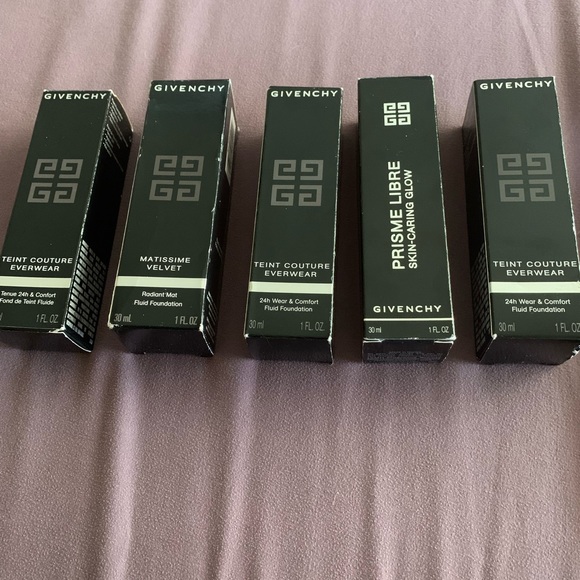 GIVENCHY
TEINT COUTURE
EVERWEAR
Tenue 24h & Confort
Fond de Teint Fluide
1 FL. OZ.
GIVENCHY
MATISSIME
VELVET
Radiant Mat
Fluid Foundation
30 mL 1 FL. OZ.
GIVENCHY
TEINT COUTURE
EVERWEAR
24h Wear & Comfort
Fluid Foundation
30 ml 1 FL. OZ.
PRISME LIBRE
SKIN-CARING GLOW
GIVENCHY
30 ml 1 FL. OZ.
GIVENCHY
TEINT COUTURE
EVERWEAR
24h Wear & Comfort
Fluid Foundation
30 ml 1 FL. OZ.